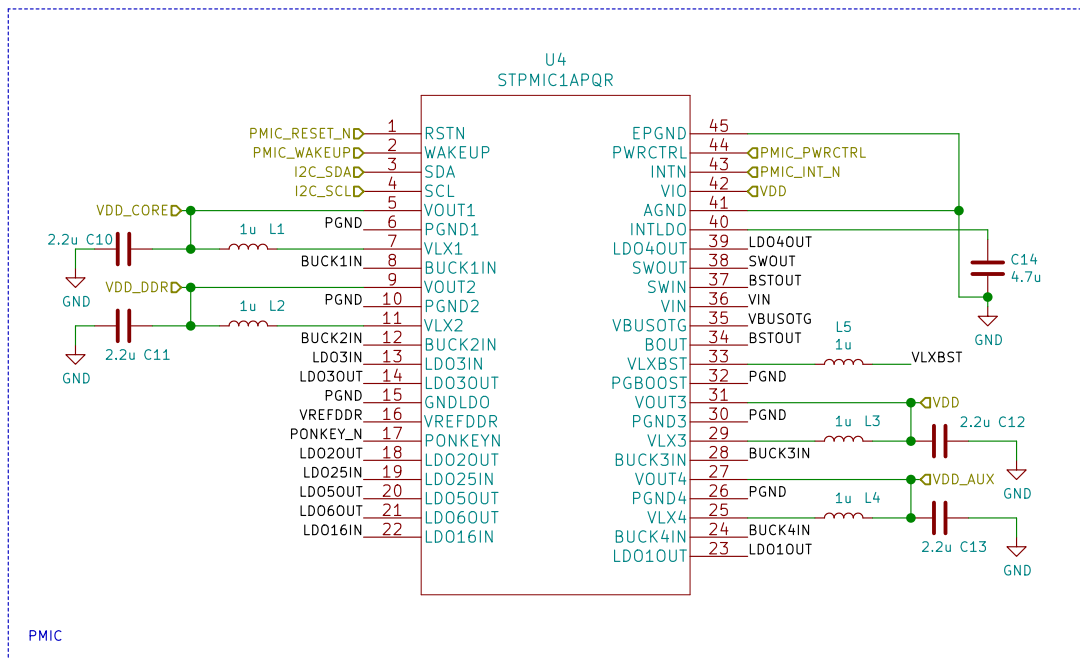 U4
STPMIC1APQR
PMIC_RESET_N 1 RSTN
PMIC_WAKEUP 2 WAKEUP
I2C_SDA 3 SDA
I2C_SCL 4 SCL
VDD_CORE 5 VOUT1
PGND 6 PGND1
2.2u C10 1u L1 7 VLX1
BUCK1IN 8 BUCK1IN
GND
VDD_DDR 9 VOUT2
PGND 10 PGND2
2.2u C11 1u L2 11 VLX2
BUCK2IN 12 BUCK2IN
GND
LDO3IN 13 LDO3IN
LDO3OUT 14 LDO3OUT
PGND 15 GNDLDO
VREFDDR 16 VREFDDR
PONKEY_N 17 PONKEYN
LDO2OUT 18 LDO2OUT
LDO25IN 19 LDO25IN
LDO5OUT 20 LDO5OUT
LDO6OUT 21 LDO6OUT
LDO16IN 22 LDO16IN
EPGND 45
PWRCTRL 44 PMIC_PWRCTRL
INTN 43 PMIC_INT_N
VIO 42 VDD
AGND 41
INTLDO 40
LDO4OUT 39 LDO4OUT
SWOUT 38 SWOUT
C14
4.7u
SWIN 37 BSTOUT
VIN 36 VIN
VBUSOTG 35 VBUSOTG
GND
BOUT 34 BSTOUT
L5
1u
VLXBST 33 VLXBST
PGBOOST 32 PGND
VOUT3 31 VDD
PGND3 30 PGND
VLX3 29 1u L3 2.2u C12
BUCK3IN 28 BUCK3IN
GND
VOUT4 27 VDD_AUX
PGND4 26 PGND
VLX4 25 1u L4 2.2u C13
BUCK4IN 24 BUCK4IN
LDO1OUT 23 LDO1OUT
GND
PMIC